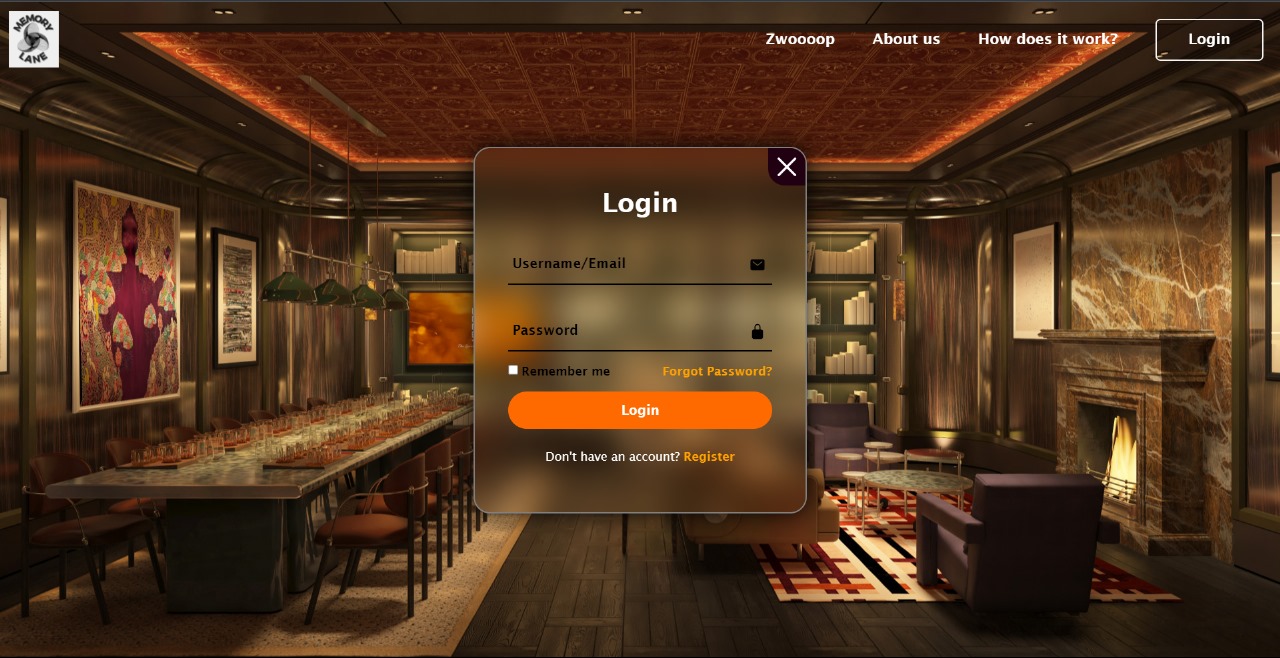 MEMORY
LANE
Zwoooop
About us
How does it work?
Login
Login
Username/Email
Password
Remember me
Forgot Password?
Login
Don't have an account? Register